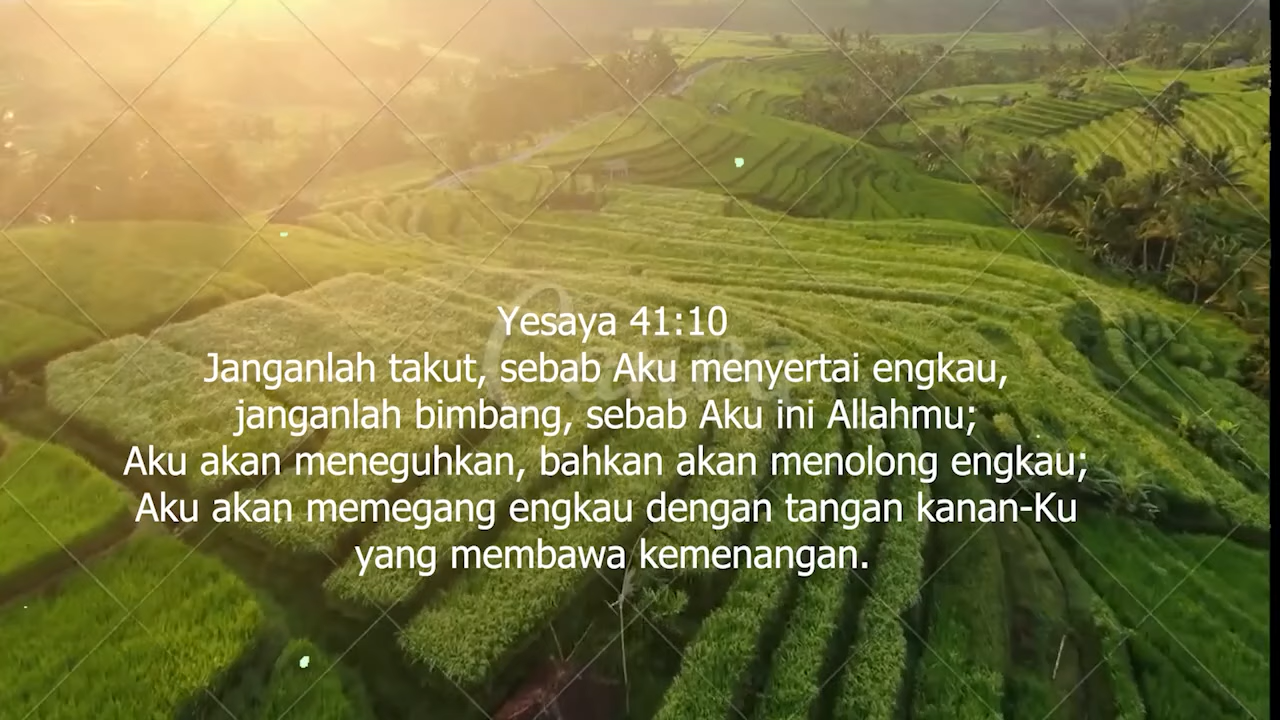 Yesaya 41:10
Janganlah takut, sebab Aku menyertai engkau,
janganlah bimbang, sebab Aku ini Allahmu;
Aku akan meneguhkan, bahkan akan menolong engkau;
Aku akan memegang engkau dengan tangan kanan-Ku
yang membawa kemenangan.